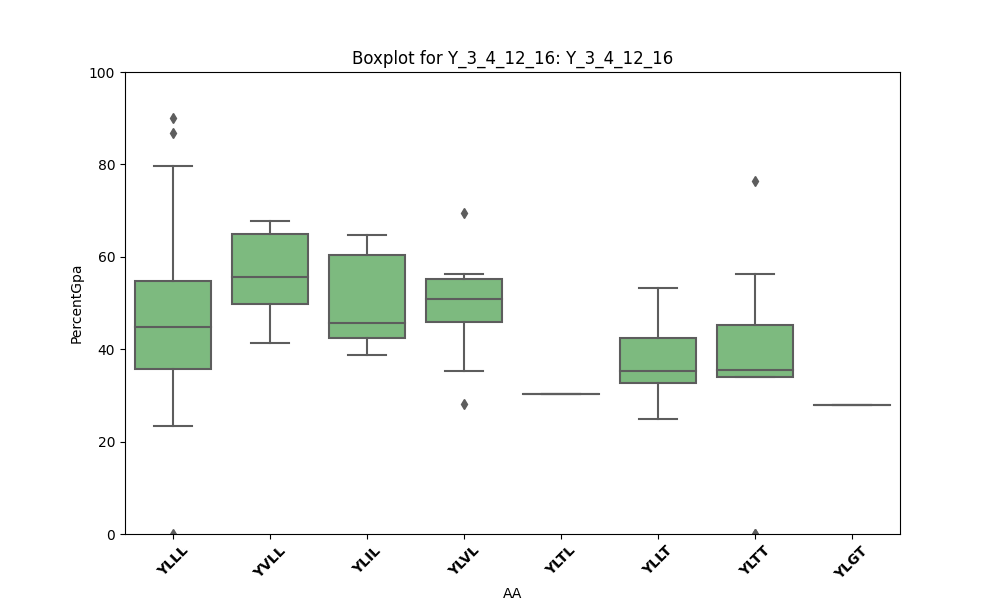 Boxplot for Y_3_4_12_16: Y_3_4_12_16
100
80
60
40
20
0
PercentGpa
YLLL
YVLL
YLIL
YLVL
YLTL
YLLT
YLTT
YLGT
AA